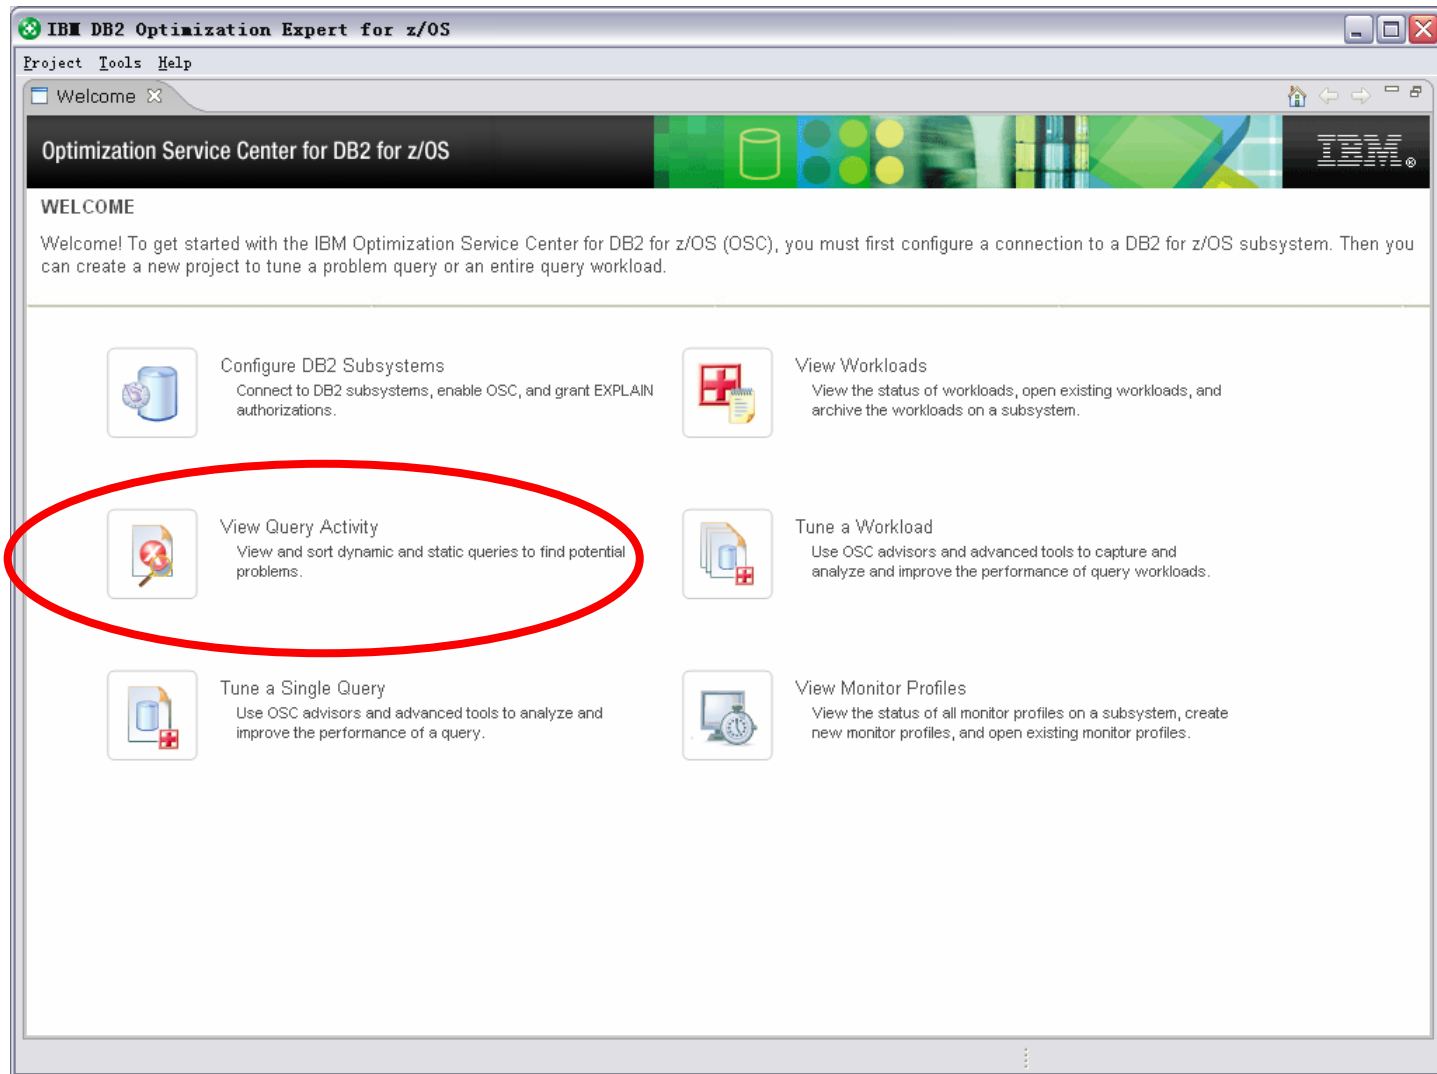 IBM DB2 Optimization Expert for z/OS
Project Tools Help
Welcome
Optimization Service Center for DB2 for z/OS
IBM®
WELCOME
Welcome! To get started with the IBM Optimization Service Center for DB2 for z/OS (OSC), you must first configure a connection to a DB2 for z/OS subsystem. Then you
can create a new project to tune a problem query or an entire query workload.
Configure DB2 Subsystems
Connect to DB2 subsystems, enable OSC, and grant EXPLAIN
authorizations.
View Workloads
View the status of workloads, open existing workloads, and
archive the workloads on a subsystem.
View Query Activity
View and sort dynamic and static queries to find potential
problems.
Tune a Workload
Use OSC advisors and advanced tools to capture and
analyze and improve the performance of query workloads.
Tune a Single Query
Use OSC advisors and advanced tools to analyze and
improve the performance of a query.
View Monitor Profiles
View the status of all monitor profiles on a subsystem, create
new monitor profiles, and open existing monitor profiles.